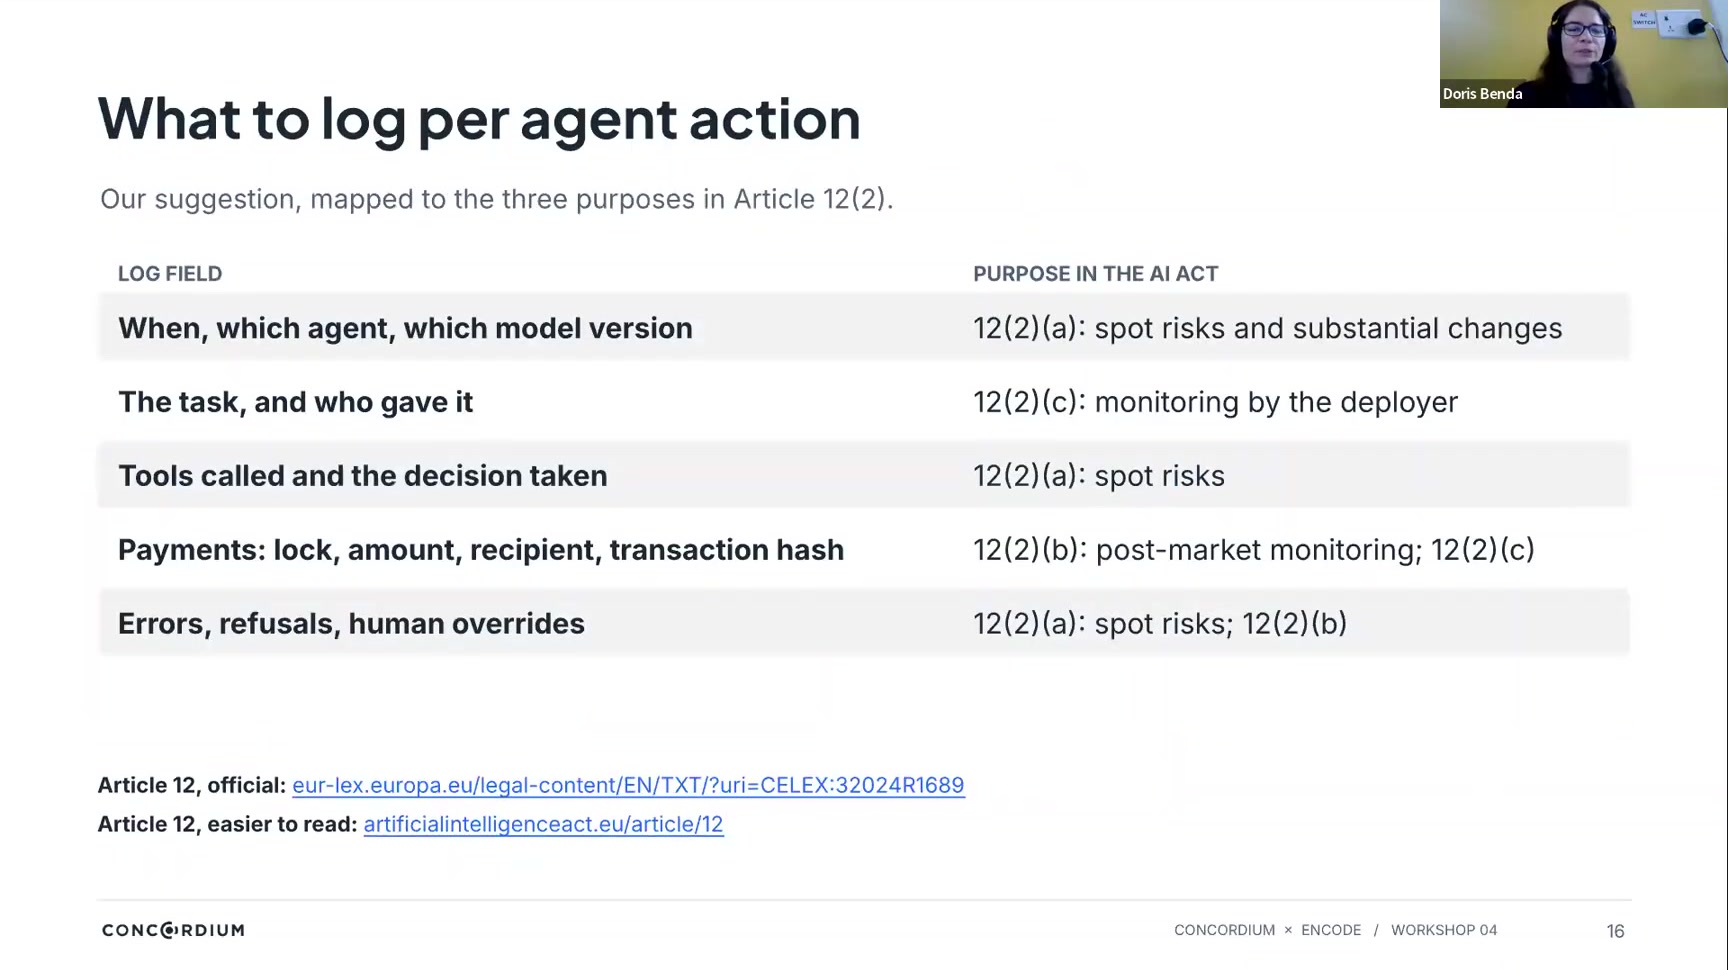 AC
SWITCH
Doris Benda
What to log per agent action
Our suggestion, mapped to the three purposes in Article 12(2).
LOG FIELD
PURPOSE IN THE AI ACT
When, which agent, which model version
12(2)(a): spot risks and substantial changes
The task, and who gave it
12(2)(c): monitoring by the deployer
Tools called and the decision taken
12(2)(a): spot risks
Payments: lock, amount, recipient, transaction hash
12(2)(b): post-market monitoring; 12(2)(c)
Errors, refusals, human overrides
12(2)(a): spot risks; 12(2)(b)
Article 12, official: eur-lex.europa.eu/legal-content/EN/TXT/?uri=CELEX:32024R1689
Article 12, easier to read: artificialintelligenceact.eu/article/12
CONCORDIUM
CONCORDIUM × ENCODE / WORKSHOP 04
16